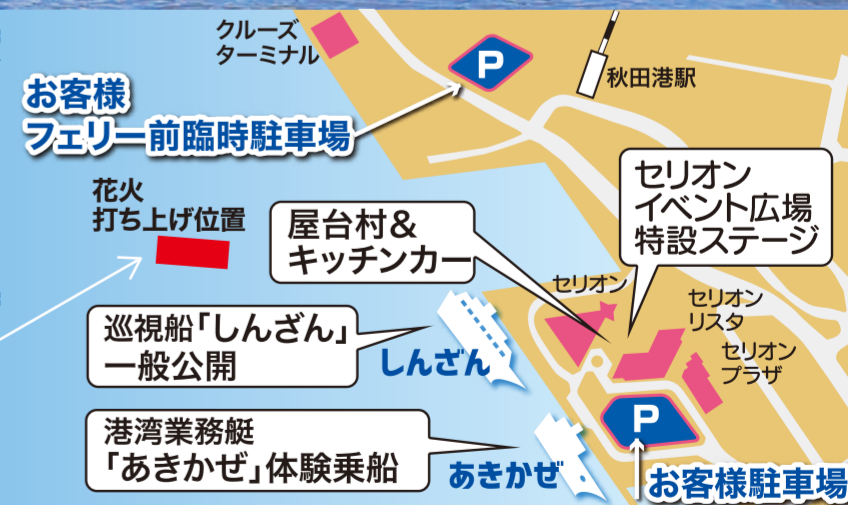 クルーズ
ターミナル
P
秋田港駅
お客様
フェリー前臨時駐車場
花火
打ち上げ位置
屋台村&
キッチンカー
セリオン
イベント広場
特設ステージ
セリオン
セリオン
リスタ
セリオン
プラザ
巡視船「しんざん」
一般公開
しんざん
港湾業務艇
「あきかぜ」体験乗船
あきかぜ
P
お客様駐車場